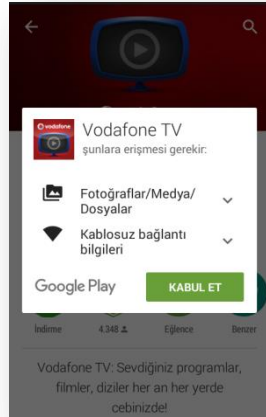 vodafone
Vodafone TV
şunlara erişmesi gerekir:
Fotoğraflar/Medya/
Dosyalar
Kablosuz bağlantı
bilgileri
Google Play
KABUL ET
İndirme 4.348 Eğlence Benzer
Vodafone TV: Sevdiğiniz programlar,
filmler, diziler her an her yerde
cebinizde!